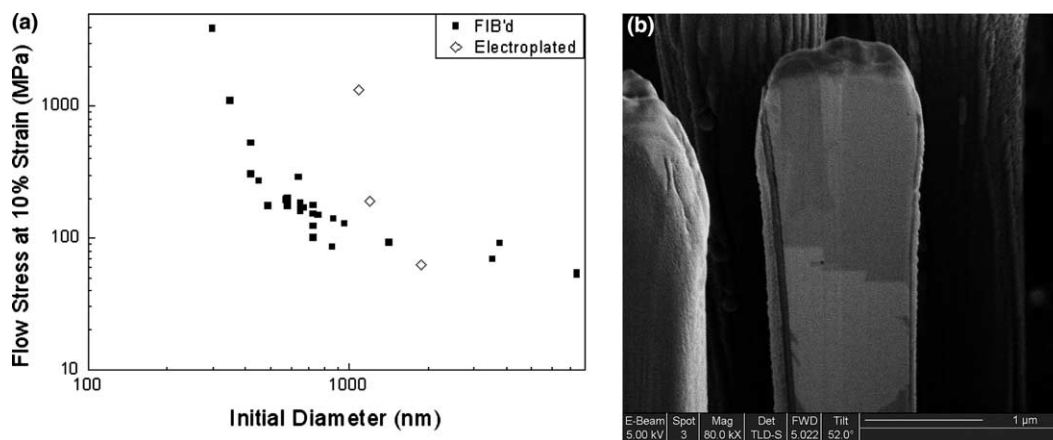 (a)
FIB'd
Electroplated
Flow Stress at 10% Strain (MPa)
1000
100
10
100
1000
Initial Diameter (nm)
(b)
E-Beam Spot Mag Det FWD Tilt
5.00 kV 3 80.0 kX TLD-S 5.022 52.0° 1 µm